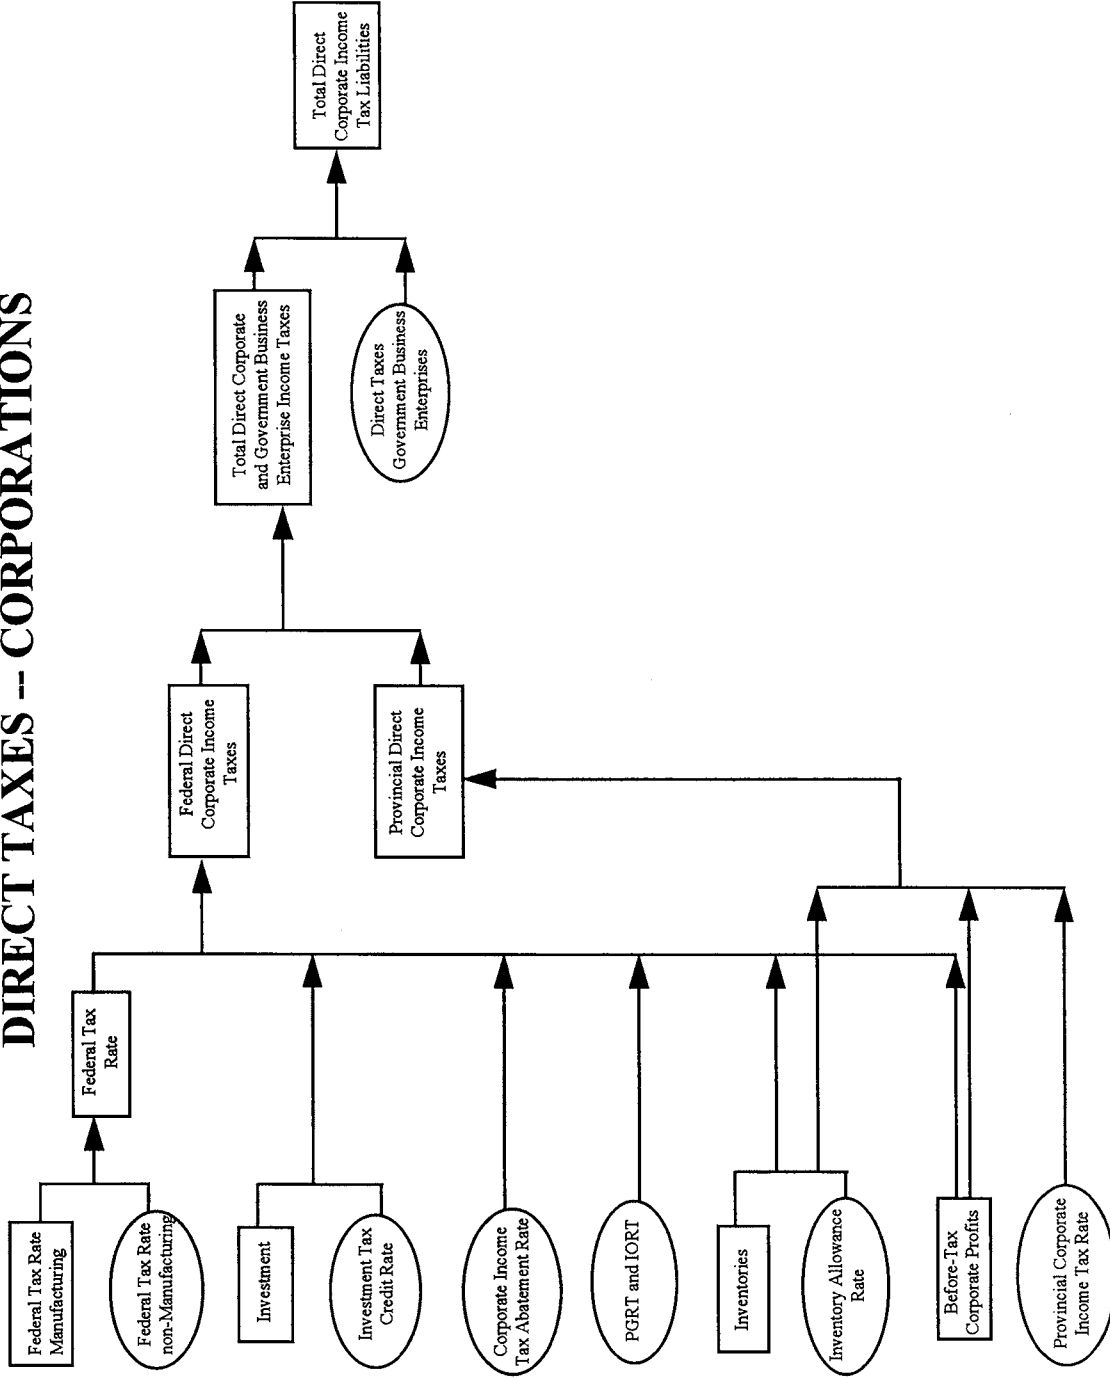 DIRECT TAXES -- CORPORATIONS
Federal Tax Rate
Manufacturing
Federal Tax Rate
non-Manufacturing
Federal Tax
Rate
Investment
Investment Tax
Credit Rate
Corporate Income
Tax Abatement Rate
PGRT and IORT
Inventories
Inventory Allowance
Rate
Before-Tax
Corporate Profits
Provincial Corporate
Income Tax Rate
Federal Direct
Corporate Income
Taxes
Provincial Direct
Corporate Income
Taxes
Total Direct Corporate
and Government Business
Enterprise Income Taxes
Direct Taxes
Government Business
Enterprises
Total Direct
Corporate Income
Tax Liabilities